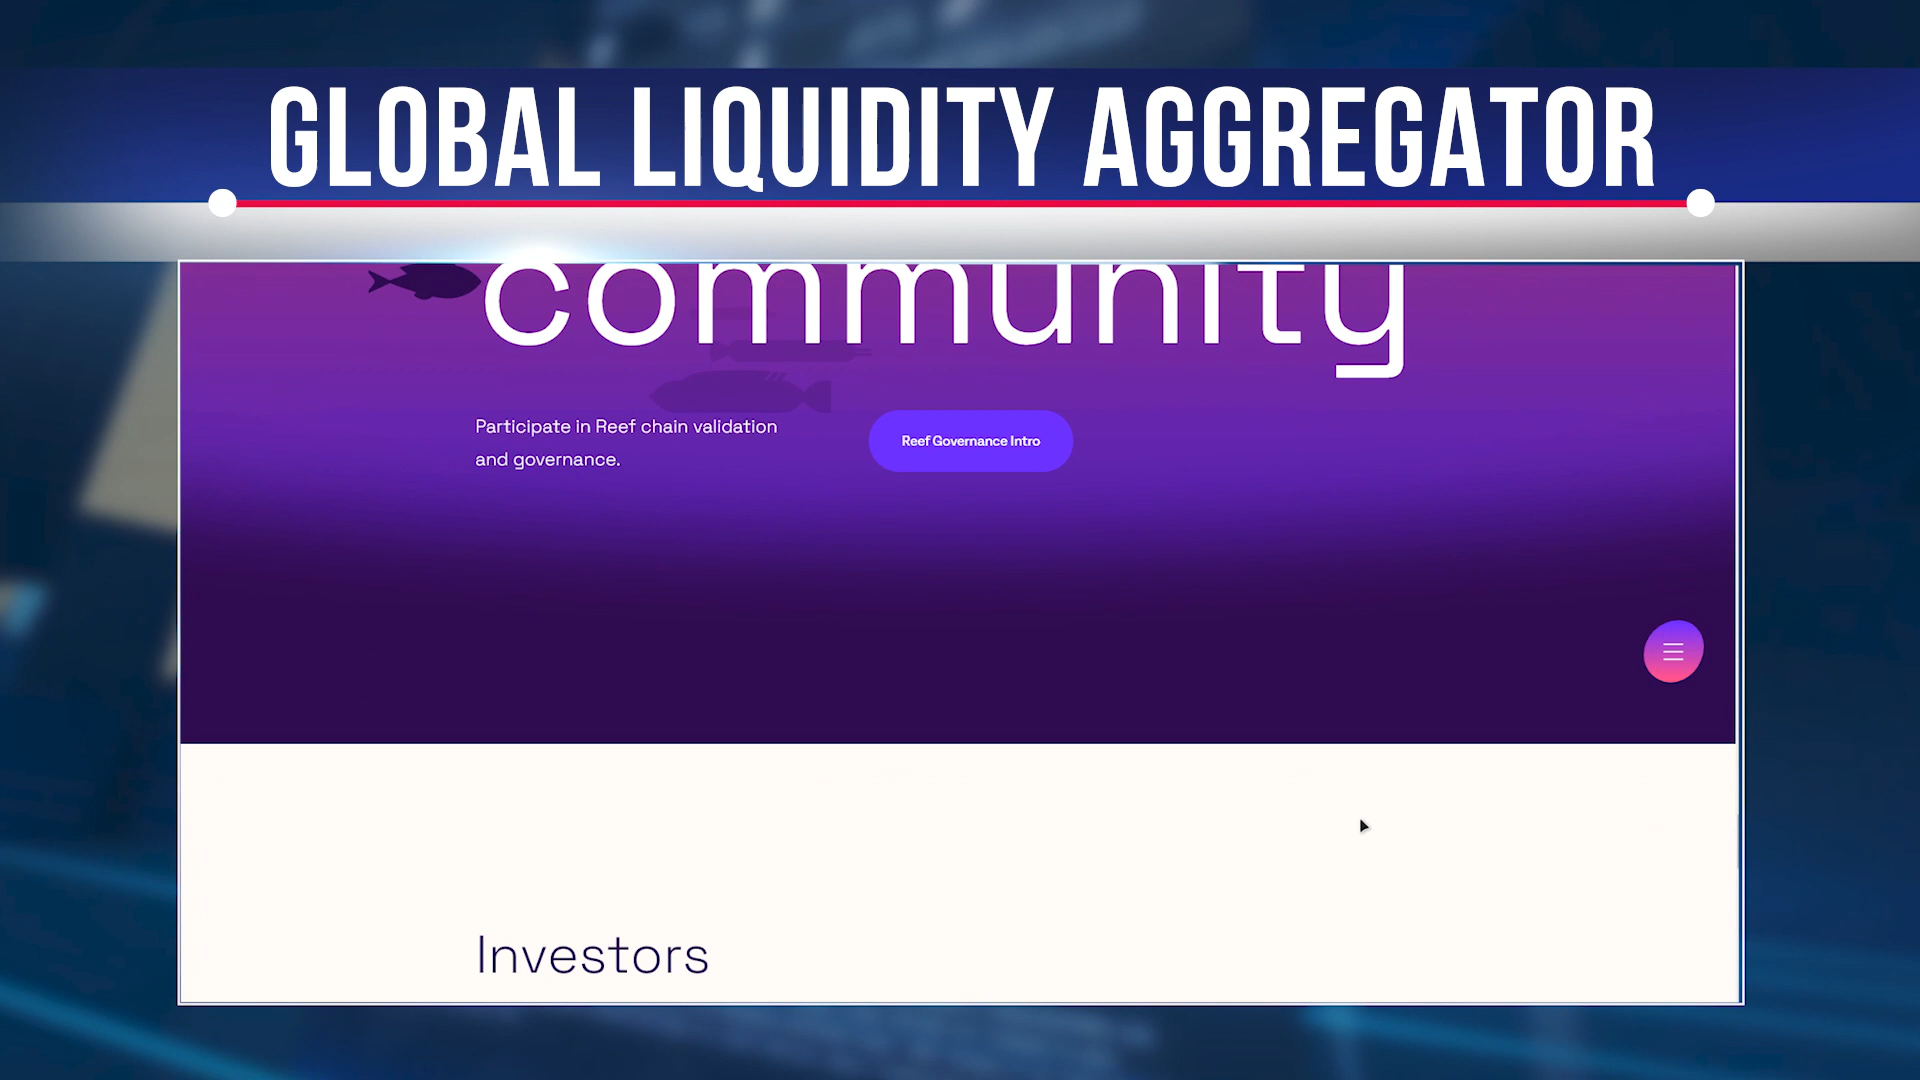 GLOBAL LIQUIDITY AGGREGATOR
community
Participate in Reef chain validation
and governance.
Reef Governance Intro
Investors